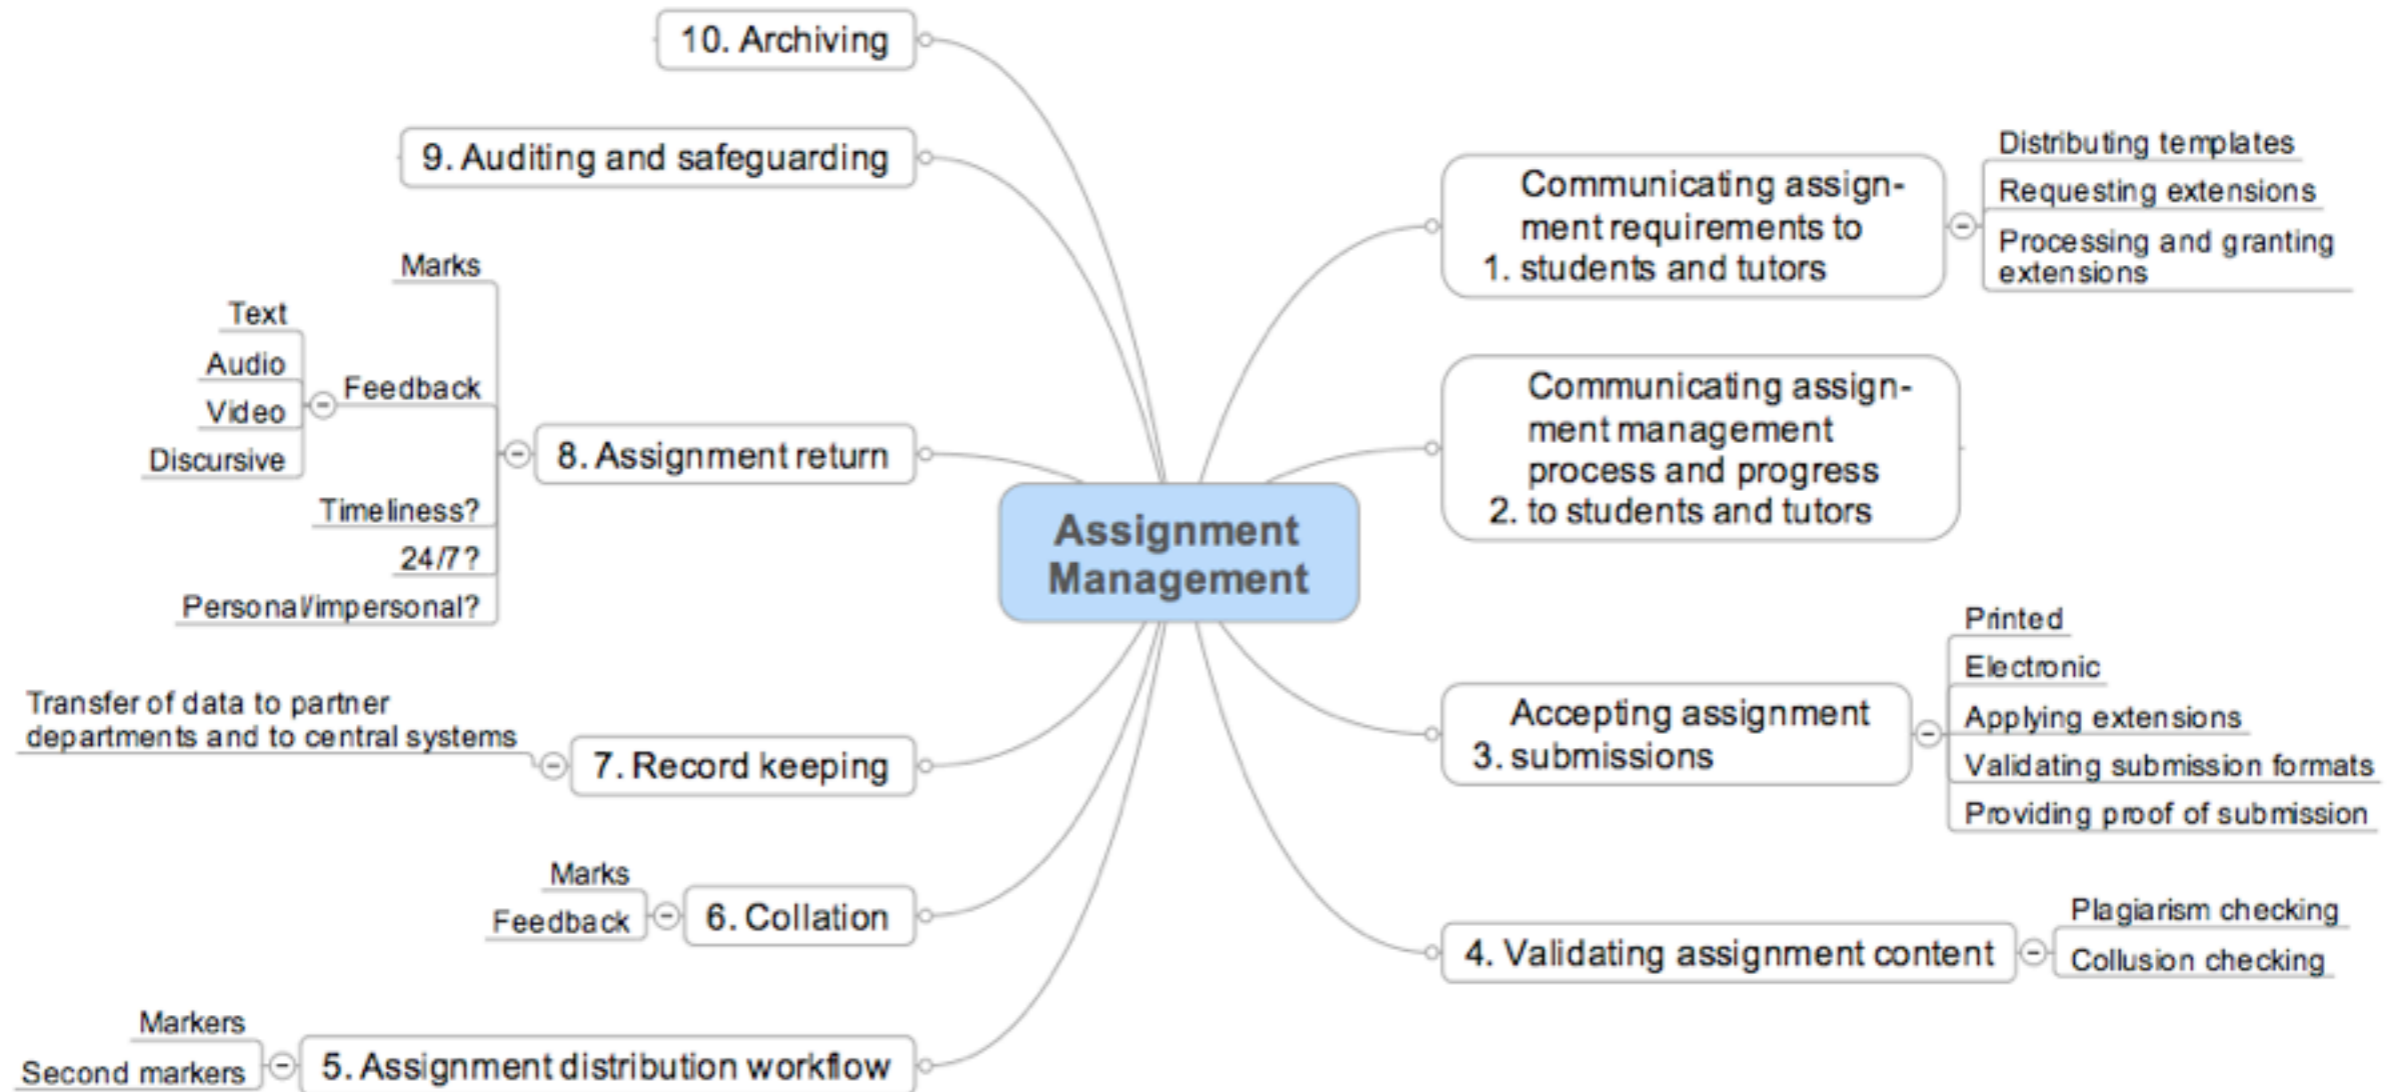 Assignment
Management
Communicating assign-
ment requirements to
1. students and tutors
Distributing templates
Requesting extensions
Processing and granting
extensions
Communicating assign-
ment management
process and progress
2. to students and tutors
Accepting assignment
3. submissions
Printed
Electronic
Applying extensions
Validating submission formats
Providing proof of submission
4. Validating assignment content
Plagiarism checking
Collusion checking
5. Assignment distribution workflow
Markers
Second markers
6. Collation
Marks
Feedback
7. Record keeping
Transfer of data to partner
departments and to central systems
8. Assignment return
Marks
Feedback
Text
Audio
Video
Discursive
Timeliness?
24/7?
Personal/impersonal?
9. Auditing and safeguarding
10. Archiving